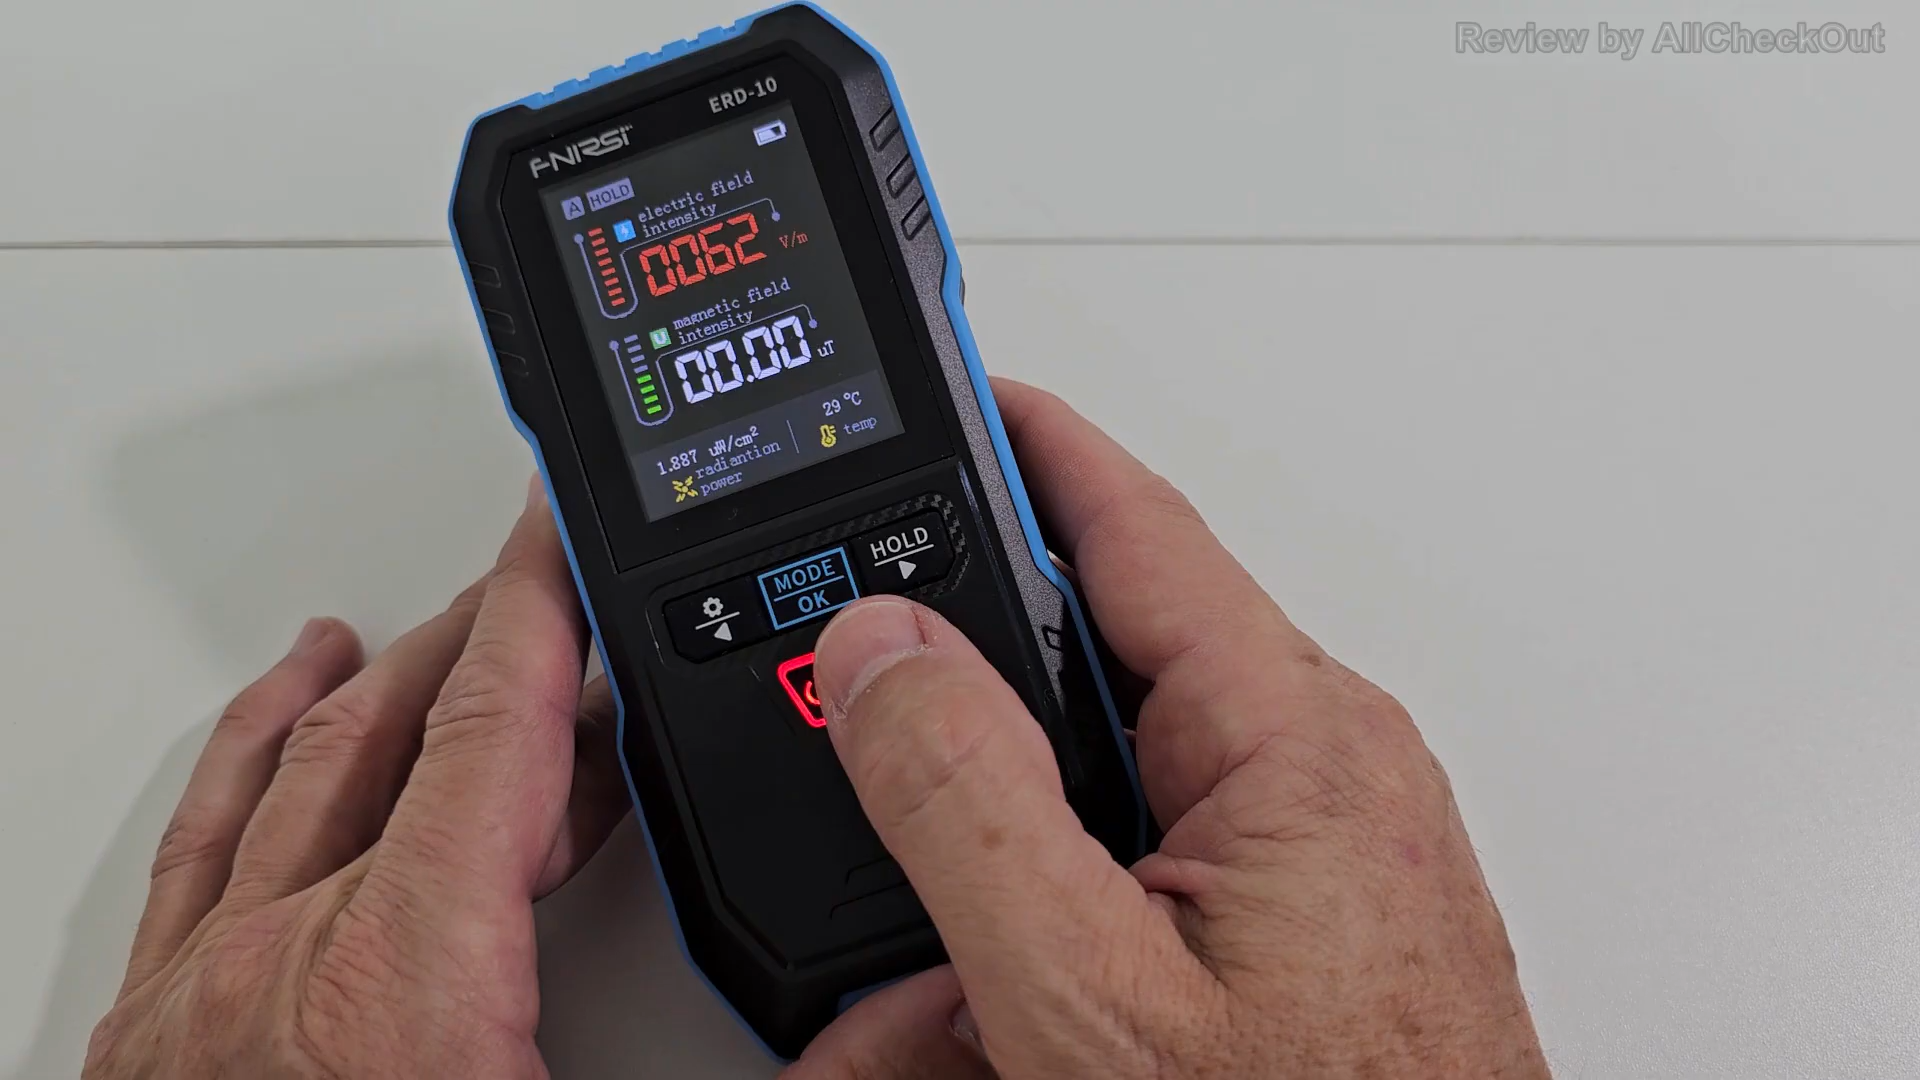 Review by AllCheckOut
ERD-10
FNIRSI
A HOLD
electric field
intensity
0062 V/m
U magnetic field
intensity
00.00 uT
1.887 uW/cm²
radiantion
power
29 °C
temp
MODE
OK
HOLD